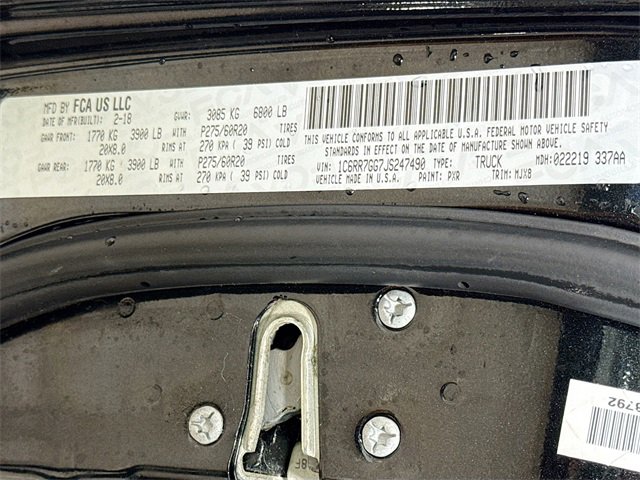 MFD BY FCA US LLC GVWR: 3085 KG 6800 LB
DATE OF MFR(BUILT): 2-18
GAWR FRONT: 1770 KG 3900 LB WITH P275/60R20 TIRES
20X8.0 RIMS AT 270 KPA ( 39 PSI) COLD
GAWR REAR: 1770 KG 3900 LB WITH P275/60R20 TIRES
20X8.0 RIMS AT 270 KPA ( 39 PSI) COLD
THIS VEHICLE CONFORMS TO ALL APPLICABLE U.S.A. FEDERAL MOTOR VEHICLE SAFETY
STANDARDS IN EFFECT ON THE DATE OF MANUFACTURE SHOWN ABOVE.
VIN: 1C6RR7GG7JS247490 TYPE: TRUCK MDH: 022219 337AA
VEHICLE MADE IN U.S.A. PAINT: PXR TRIM: MJX8
8792